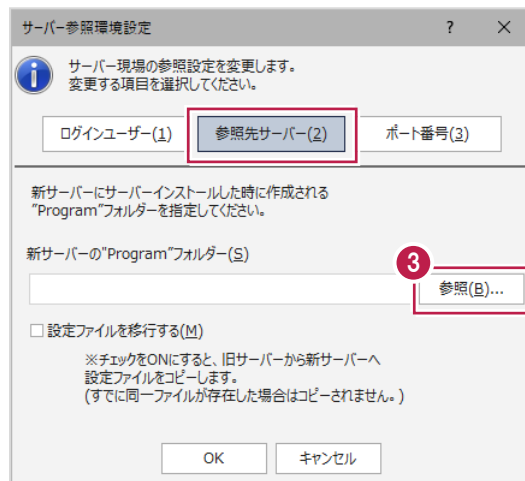 サーバー参照環境設定 ? ×
サーバー現場の参照設定を変更します。
変更する項目を選択してください。
ログインユーザー(1) 参照先サーバー(2) ポート番号(3)
新サーバーにサーバーインストールした時に作成される
"Program"フォルダーを指定してください。
新サーバーの"Program"フォルダー(S)
3
参照(B)...
設定ファイルを移行する(M)
※チェックをONにすると、旧サーバーから新サーバーへ
設定ファイルをコピーします。
(すでに同一ファイルが存在した場合はコピーされません。)
OK キャンセル